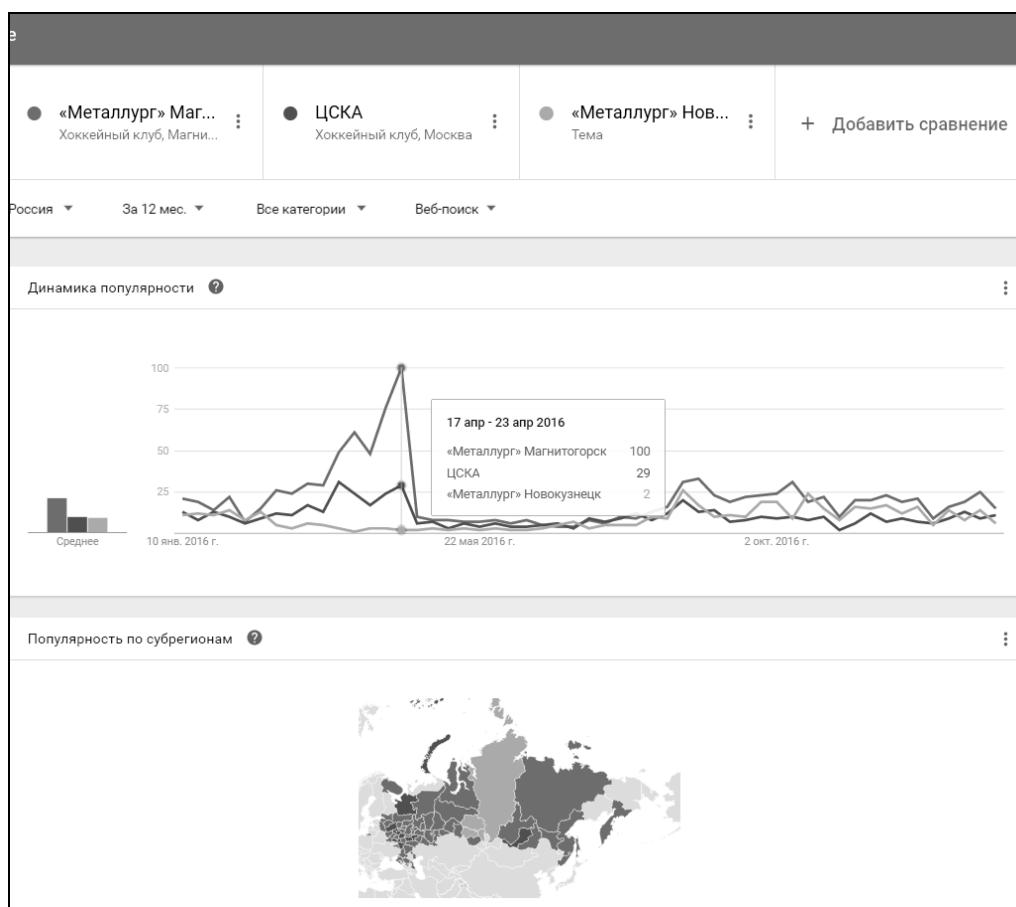 e
«Металлург» Маг...
Хоккейный клуб, Магни...
ЦСКА
Хоккейный клуб, Москва
«Металлург» Нов...
Тема
+ Добавить сравнение
Россия
За 12 мес.
Все категории
Веб-поиск
Динамика популярности ?
100
75
50
25
17 апр - 23 апр 2016
«Металлург» Магнитогорск 100
ЦСКА 29
«Металлург» Новокузнецк 2
Среднее
10 янв. 2016 г.
22 мая 2016 г.
2 окт. 2016 г.
Популярность по субрегионам ?